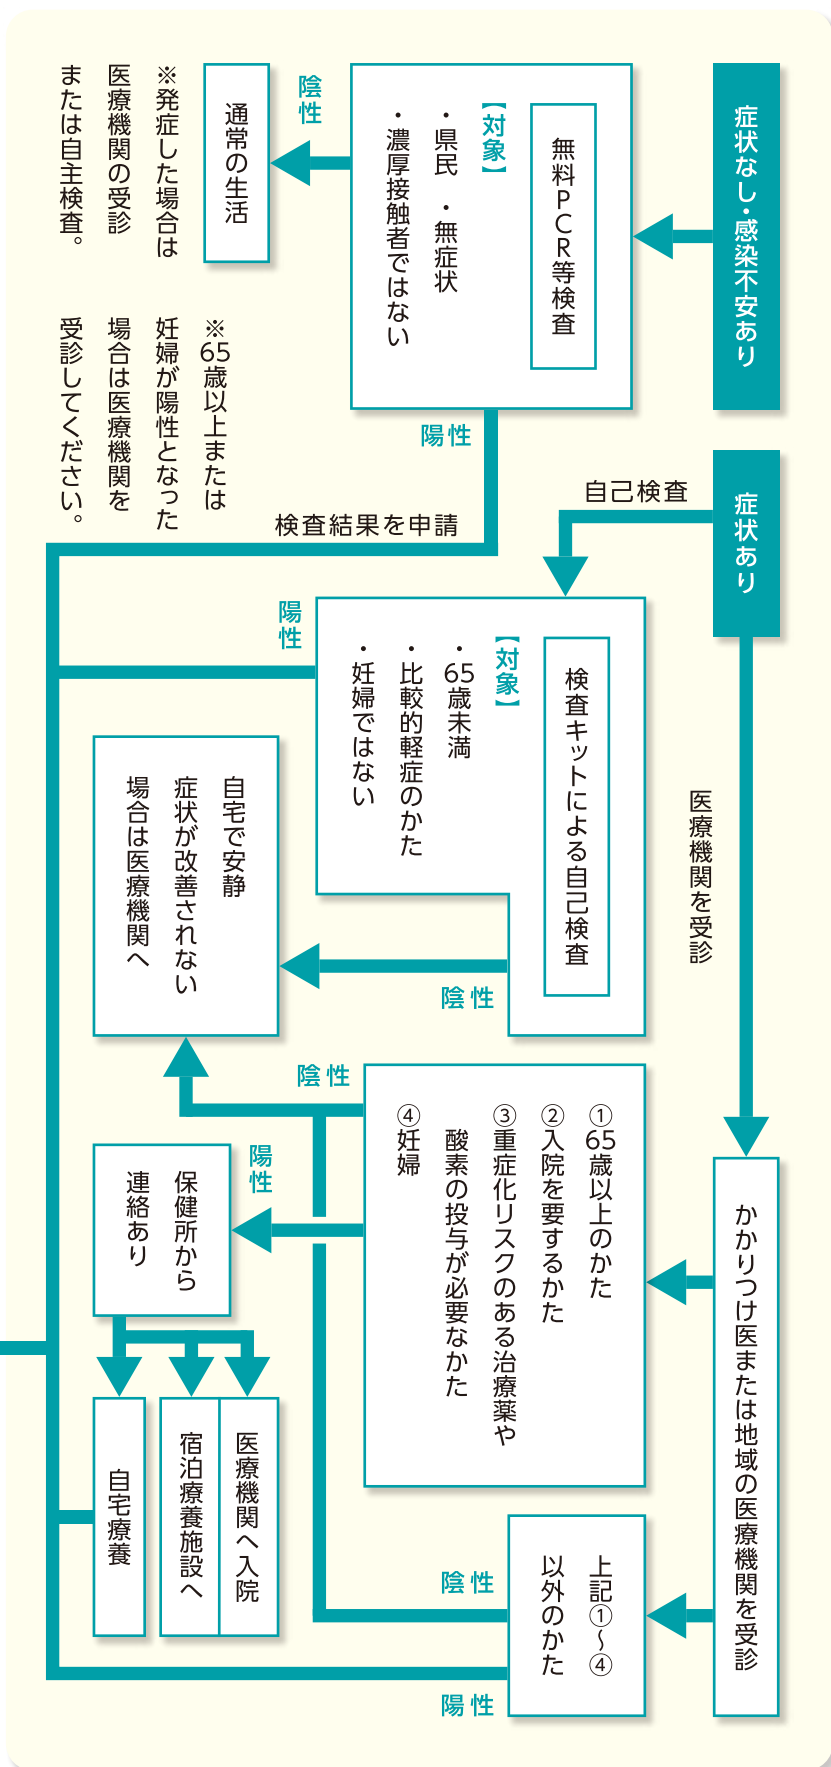 症状なし・感染不安あり
無料PCR等検査
【対象】
・県民 ・無症状
・濃厚接触者ではない
陰性
通常の生活
※発症した場合は
医療機関の受診
または自主検査。
陽性
検査結果を申請
※65歳以上または
妊婦が陽性となった
場合は医療機関を
受診してください。
症状あり
自己検査
検査キットによる自己検査
【対象】
・65歳未満
・比較的軽症のかた
・妊婦ではない
陽性
陰性
自宅で安静
症状が改善されない
場合は医療機関へ
医療機関を受診
かかりつけ医または地域の医療機関を受診
①65歳以上のかた
②入院を要するかた
③重症化リスクのある治療薬や
酸素の投与が必要なかた
④妊婦
陰性
陽性
保健所から
連絡あり
医療機関へ入院
宿泊療養施設へ
自宅療養
上記①〜④
以外のかた
陰性
陽性